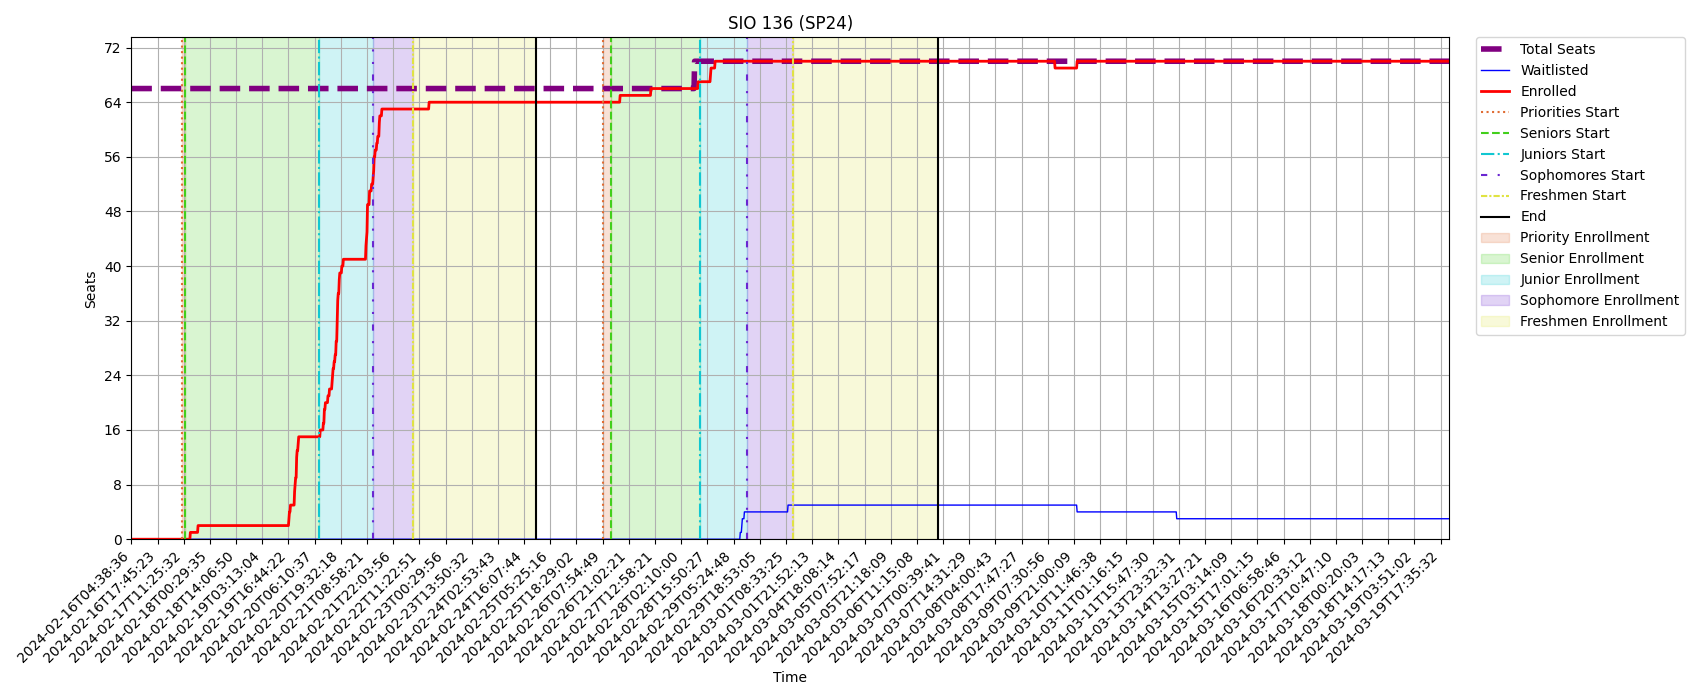 SIO 136 (SP24)
Seats
72
64
56
48
40
32
24
16
8
0
2024-02-16T04:38:36
2024-02-16T17:45:23
2024-02-17T11:25:32
2024-02-18T00:29:35
2024-02-18T14:06:50
2024-02-19T03:13:04
2024-02-19T16:44:22
2024-02-20T06:10:37
2024-02-20T19:32:18
2024-02-21T08:58:21
2024-02-21T22:03:56
2024-02-22T11:22:51
2024-02-23T00:29:56
2024-02-23T13:50:32
2024-02-24T02:53:43
2024-02-24T16:07:44
2024-02-25T05:25:16
2024-02-25T18:29:02
2024-02-26T07:54:49
2024-02-26T21:02:21
2024-02-27T12:58:21
2024-02-28T02:10:00
2024-02-28T15:50:27
2024-02-29T05:24:48
2024-02-29T18:53:05
2024-03-01T08:33:25
2024-03-01T21:52:13
2024-03-04T18:08:14
2024-03-05T07:52:17
2024-03-05T21:18:09
2024-03-06T11:15:08
2024-03-07T00:39:41
2024-03-07T14:31:29
2024-03-08T04:00:43
2024-03-08T17:47:27
2024-03-09T07:30:56
2024-03-09T21:00:09
2024-03-10T11:46:38
2024-03-11T01:16:15
2024-03-11T15:47:30
2024-03-13T23:32:31
2024-03-14T13:27:21
2024-03-15T03:14:09
2024-03-15T17:01:15
2024-03-16T06:58:46
2024-03-16T20:33:12
2024-03-17T10:47:10
2024-03-18T00:20:03
2024-03-18T14:17:13
2024-03-19T03:51:02
2024-03-19T17:35:32
Time
Total Seats
Waitlisted
Enrolled
Priorities Start
Seniors Start
Juniors Start
Sophomores Start
Freshmen Start
End
Priority Enrollment
Senior Enrollment
Junior Enrollment
Sophomore Enrollment
Freshmen Enrollment